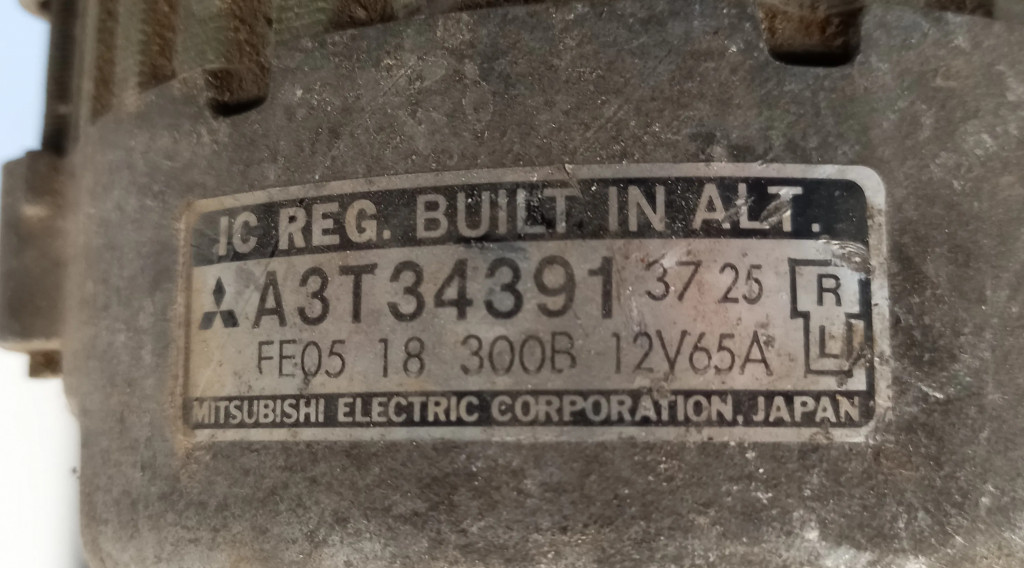 IC REG. BUILT IN ALT.
A3T34391 37 25 R
FE05 18 300B 12V65A L
MITSUBISHI ELECTRIC CORPORATION, JAPAN